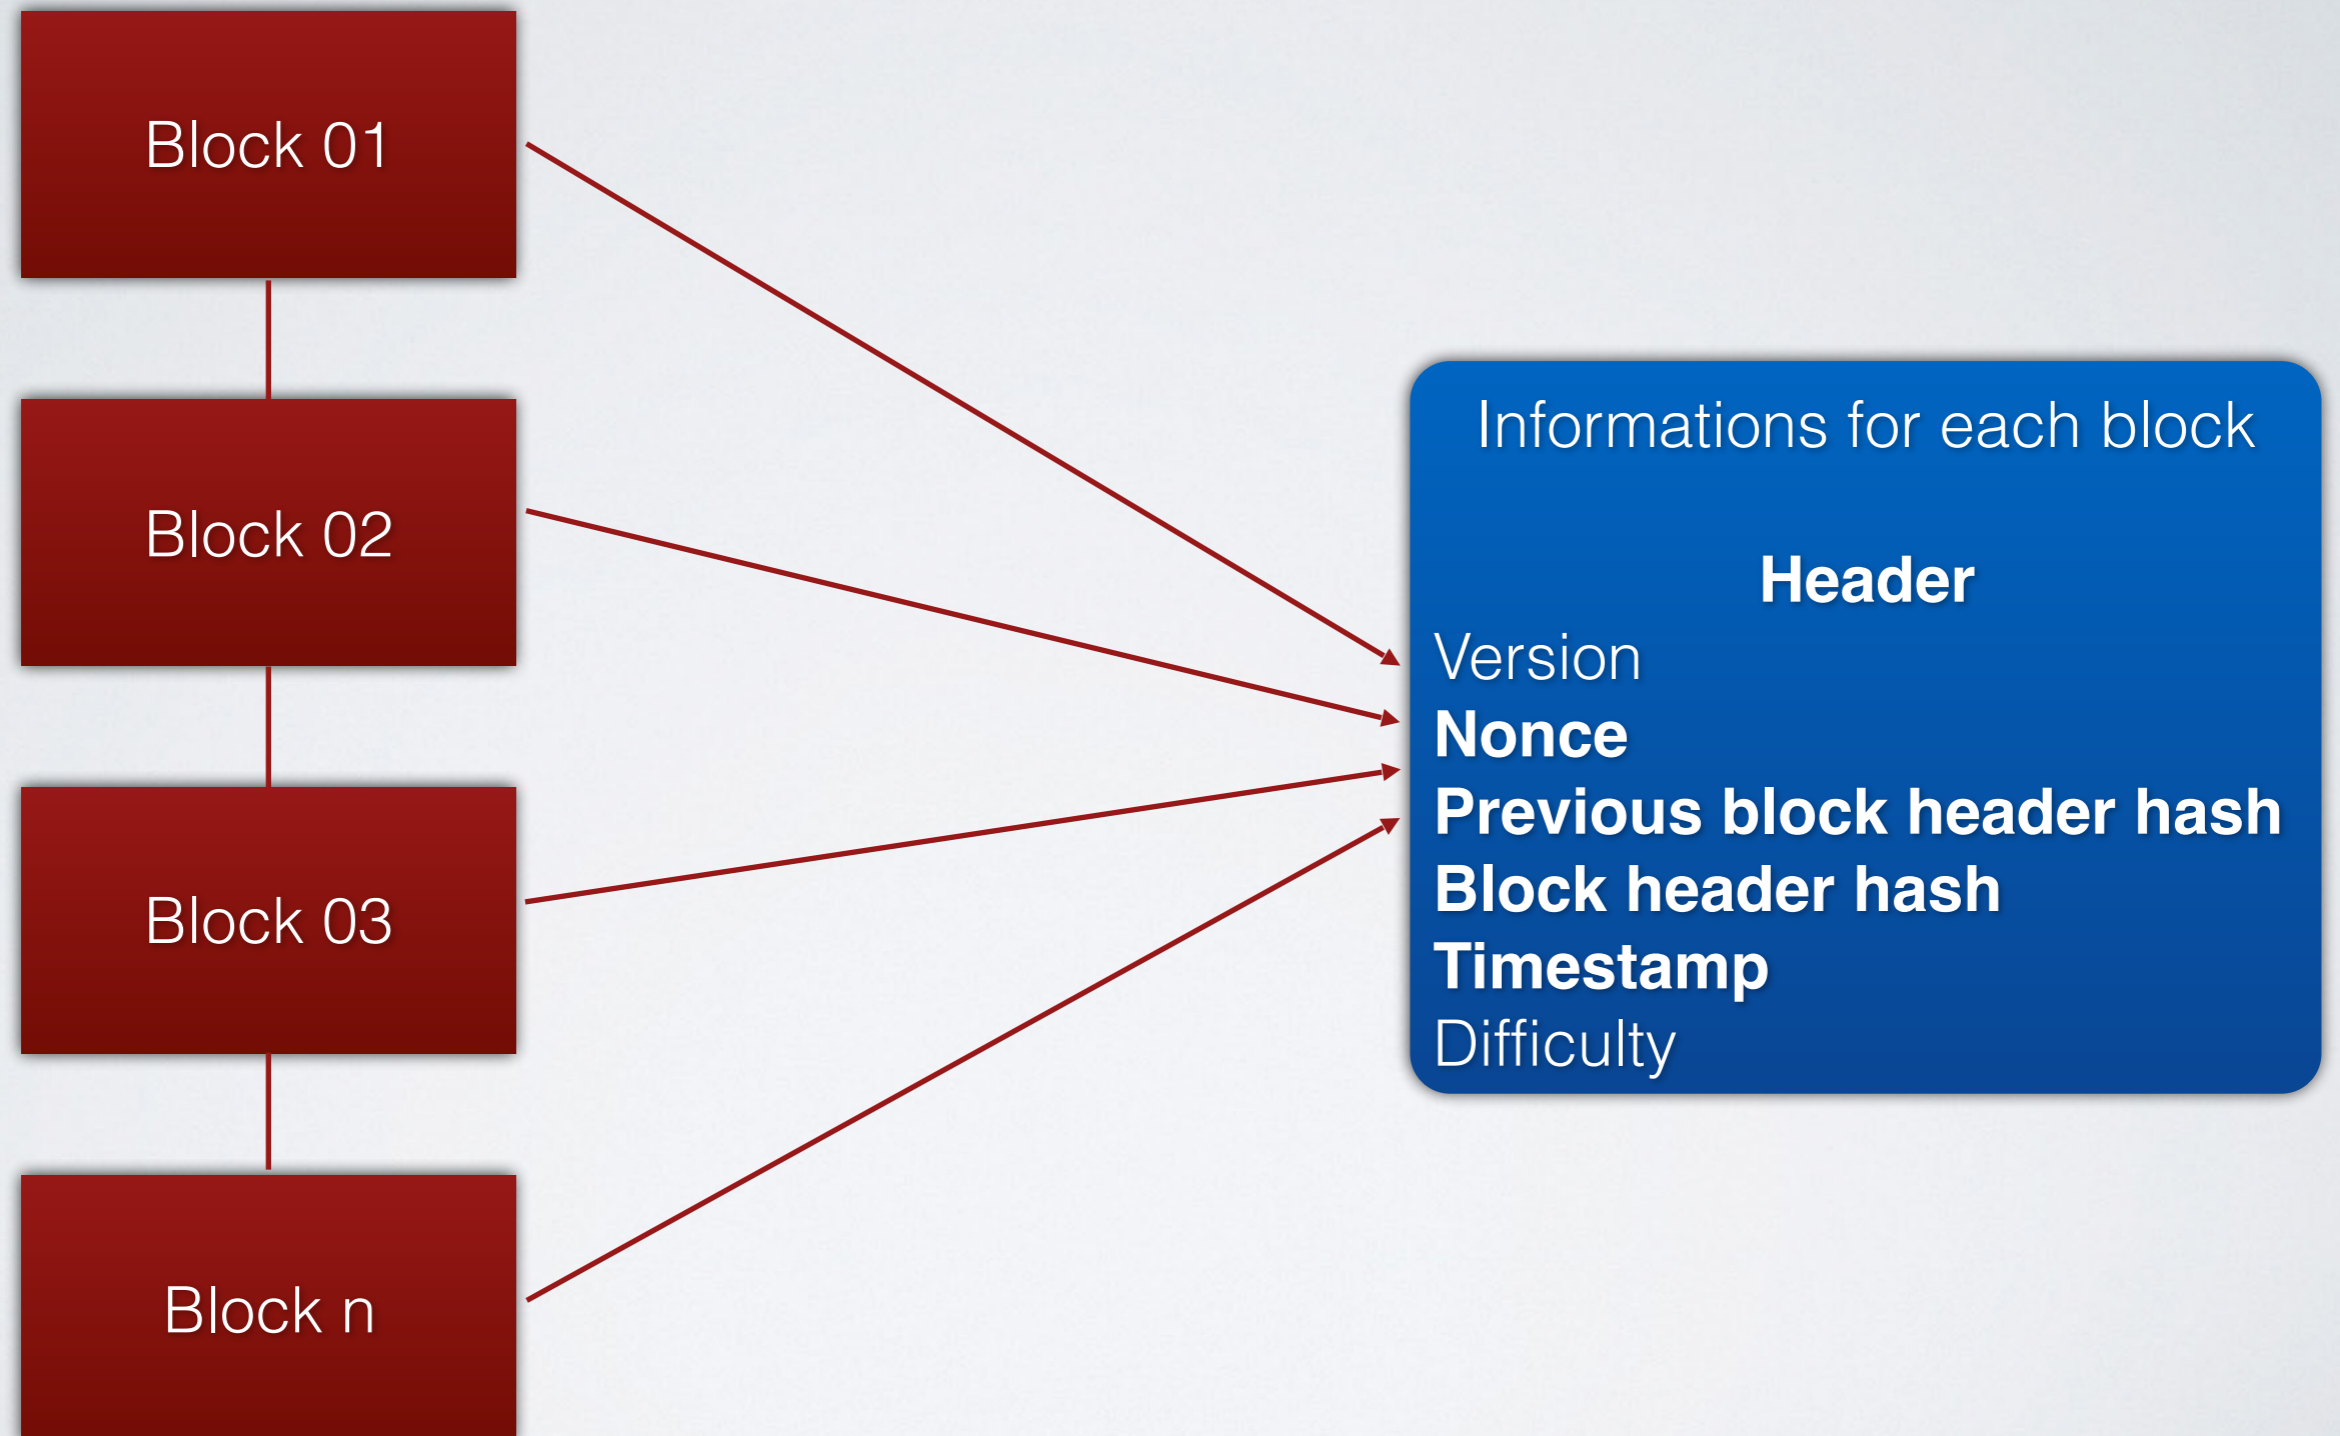 Block 01
Block 02
Block 03
Block n
Informations for each block
Header
Version
Nonce
Previous block header hash
Block header hash
Timestamp
Difficulty